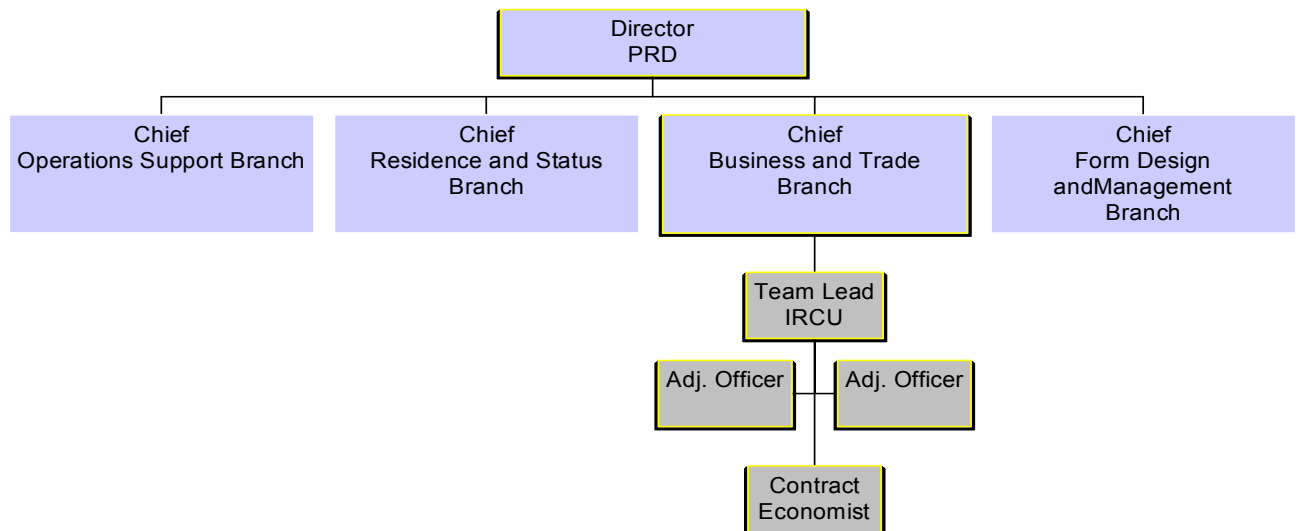 Director
PRD
Chief
Operations Support Branch
Chief
Residence and Status
Branch
Chief
Business and Trade
Branch
Chief
Form Design
andManagement
Branch
Team Lead
IRCU
Adj. Officer
Adj. Officer
Contract
Economist